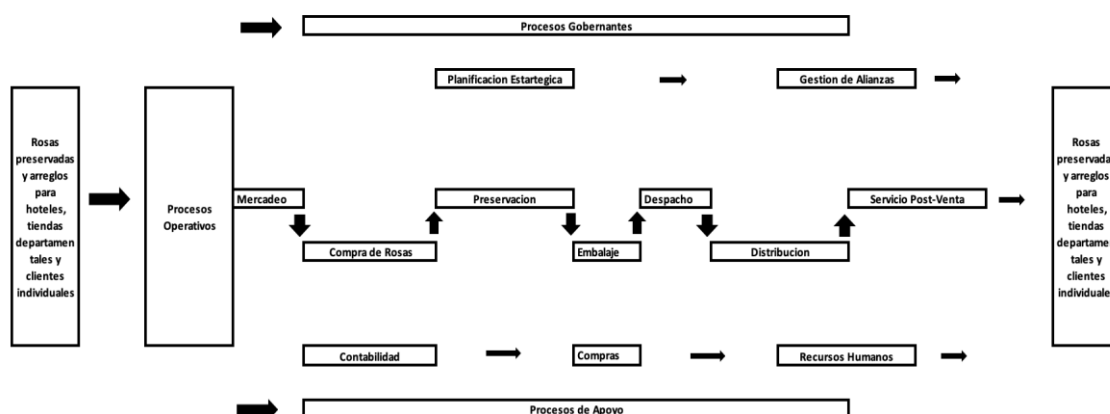 Procesos Gobernantes
Planificacion Estartegica
Gestion de Alianzas
Rosas
preservadas
y arreglos
para
hoteles,
tiendas
departamen
tales y
clientes
individuales
Procesos
Operativos
Mercadeo
Preservacion
Despacho
Servicio Post-Venta
Compra de Rosas
Embalaje
Distribucion
Rosas
preservada
y arreglos
para
hoteles,
tiendas
departamen
tales y
clientes
individuale
Contabilidad
Compras
Recursos Humanos
Procesos de Apoyo